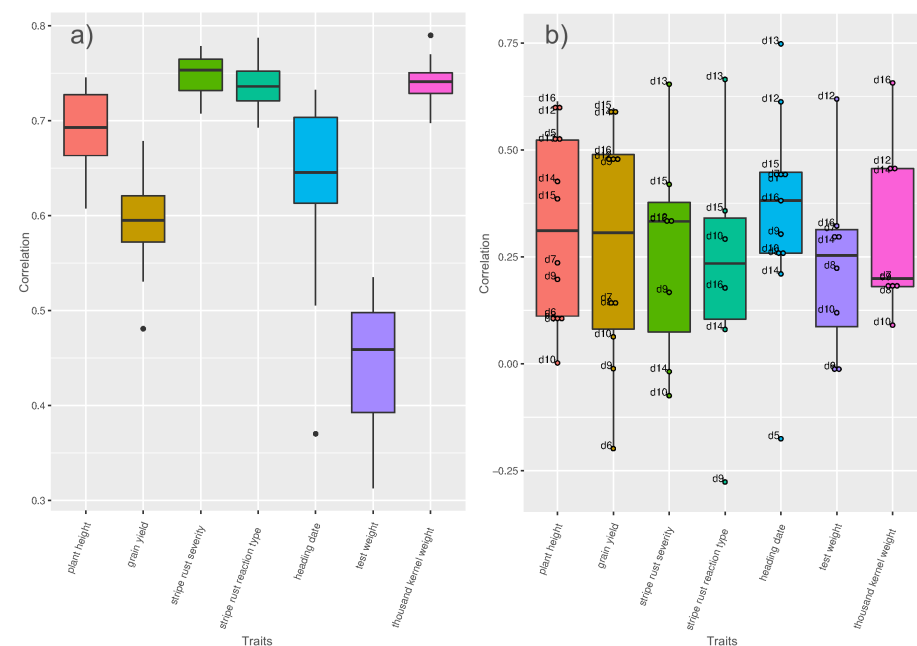 a)
0.8
0.7
0.6
0.5
0.4
0.3
Correlation
plant height
grain yield
stripe rust severity
stripe rust reaction type
heading date
test weight
thousand kernel weight
Traits
b)
0.75
0.50
0.25
0.00
−0.25
Correlation
d16
d12
d5
d14
d15
d7
d9
d6
d10
d15
d14
d16
d7
d10
d9
d6
d13
d15
d9
d14
d10
d13
d15
d10
d16
d14
d9
d13
d12
d15
d16
d9
d16
d14
d5
d12
d16
d14
d8
d10
d16
d12
d14
d8
d10
plant height
grain yield
stripe rust severity
stripe rust reaction type
heading date
test weight
thousand kernel weight
Traits